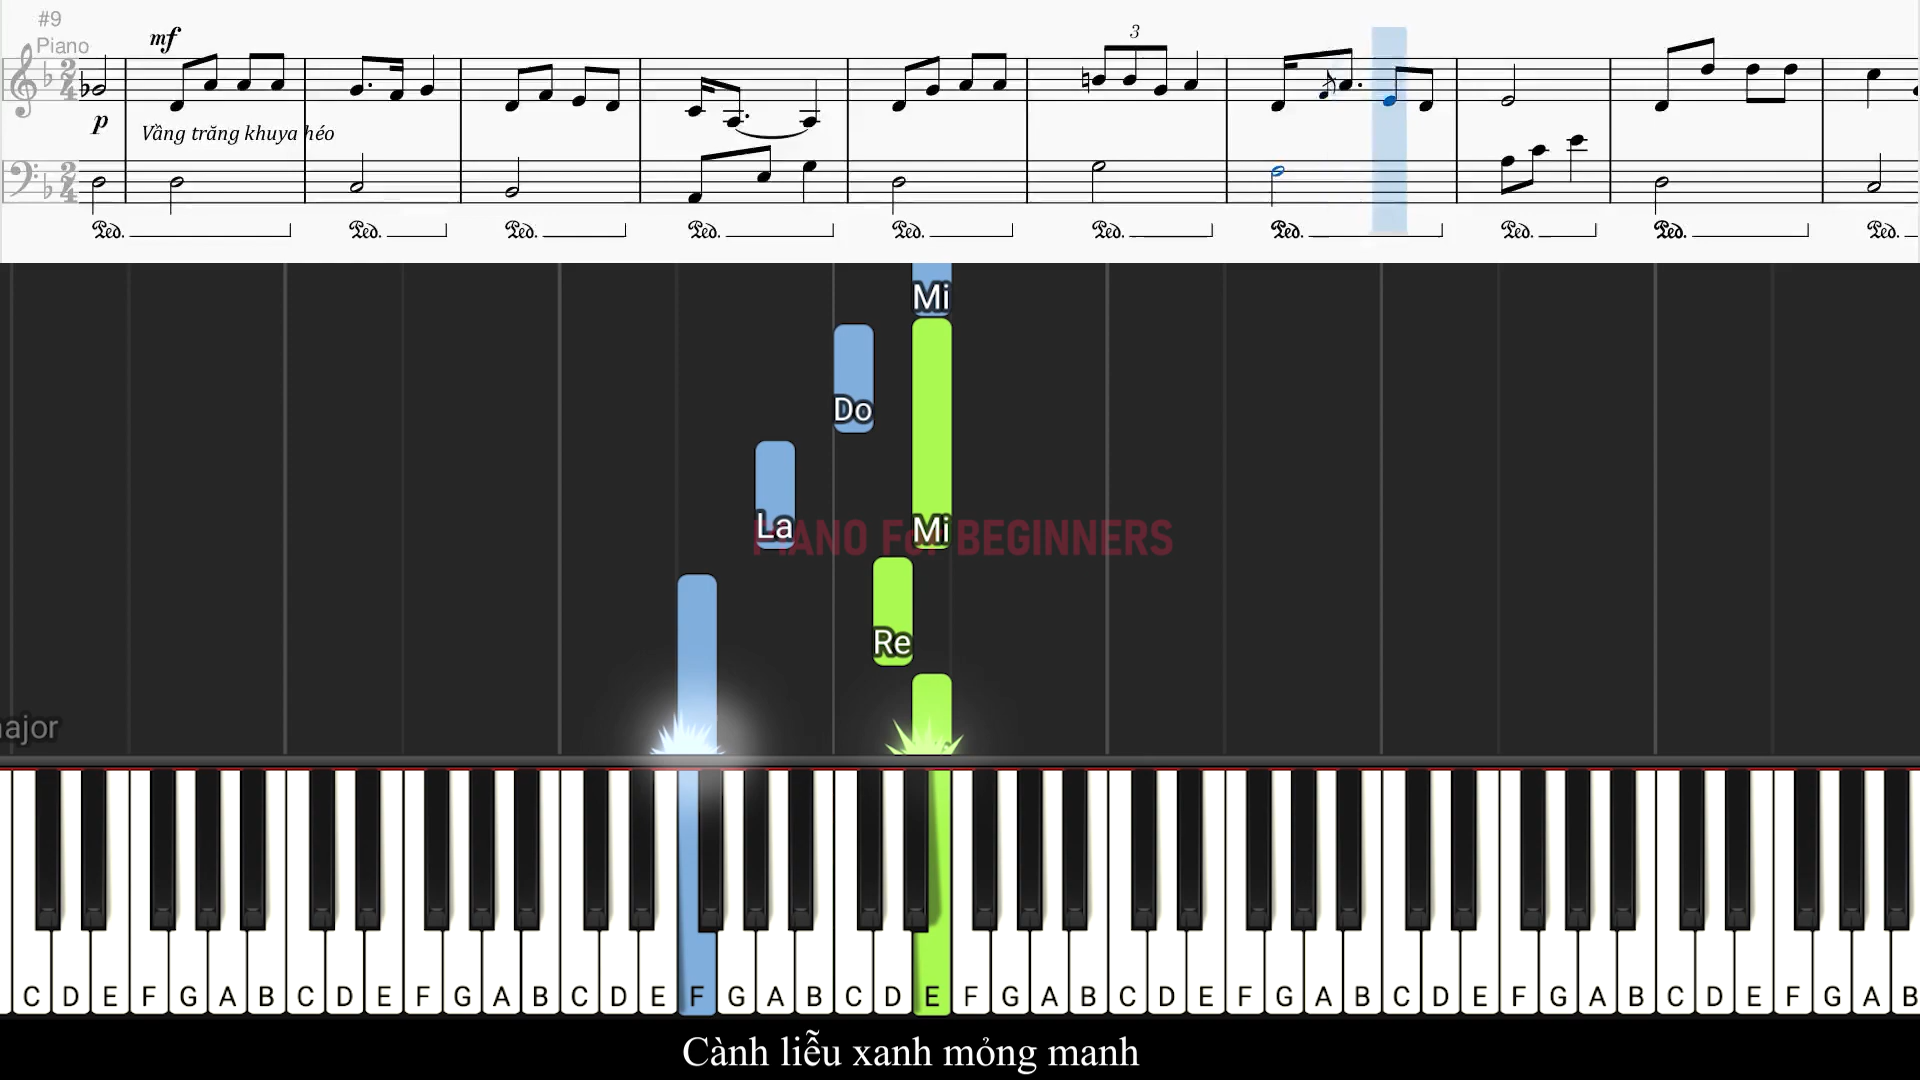 #9
Piano
mf
3
p
Vầng trăng khuya héo
Ped. Ped. Ped. Ped. Ped. Ped. Ped. Ped. Ped. Ped.
Mi
Do
La
Mi
PIANO For BEGINNERS
Re
ajor
C D E F G A B C D E F G A B C D E F G A B C D E F G A B C D E F G A B C D E F G A B C D E F G A B
Cành liễu xanh mỏng manh